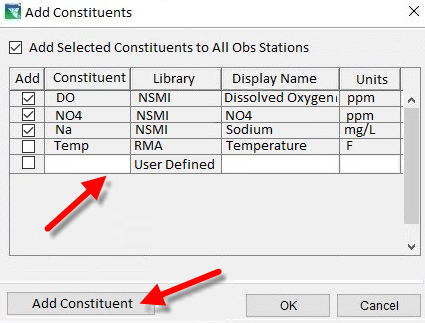 Add Constituents
Add Selected Constituents to All Obs Stations
Add Constituent Library Display Name Units
DO NSMI Dissolved Oxygen ppm
NO4 NSMI NO4 ppm
Na NSMI Sodium mg/L
Temp RMA Temperature F
User Defined
Add Constituent OK Cancel